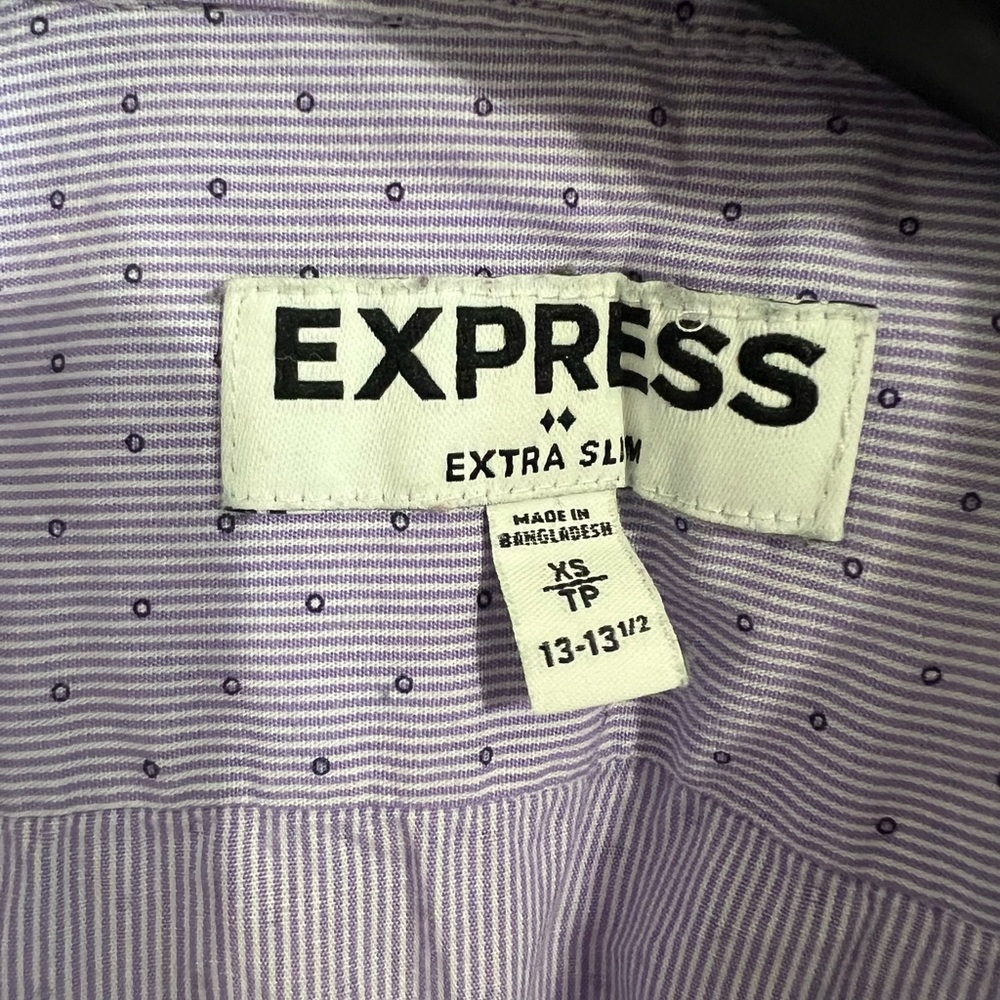 EXPRESS
EXTRA SLIM
MADE IN
BANGLADESH
XS
TP
13-13 1/2